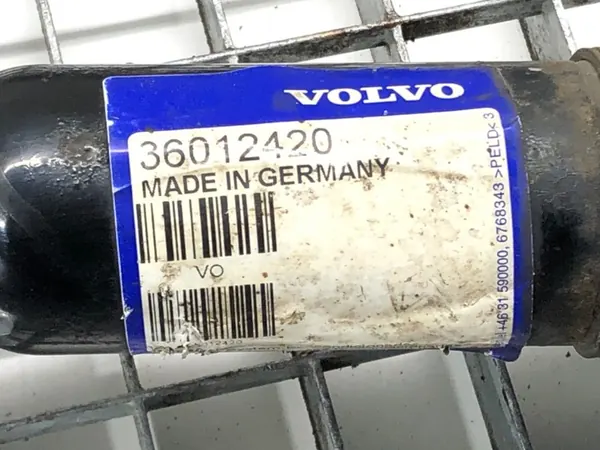 VOLVO
36012420
MADE IN GERMANY
VO
+46 31 590000, 6768343 >PELD< 3